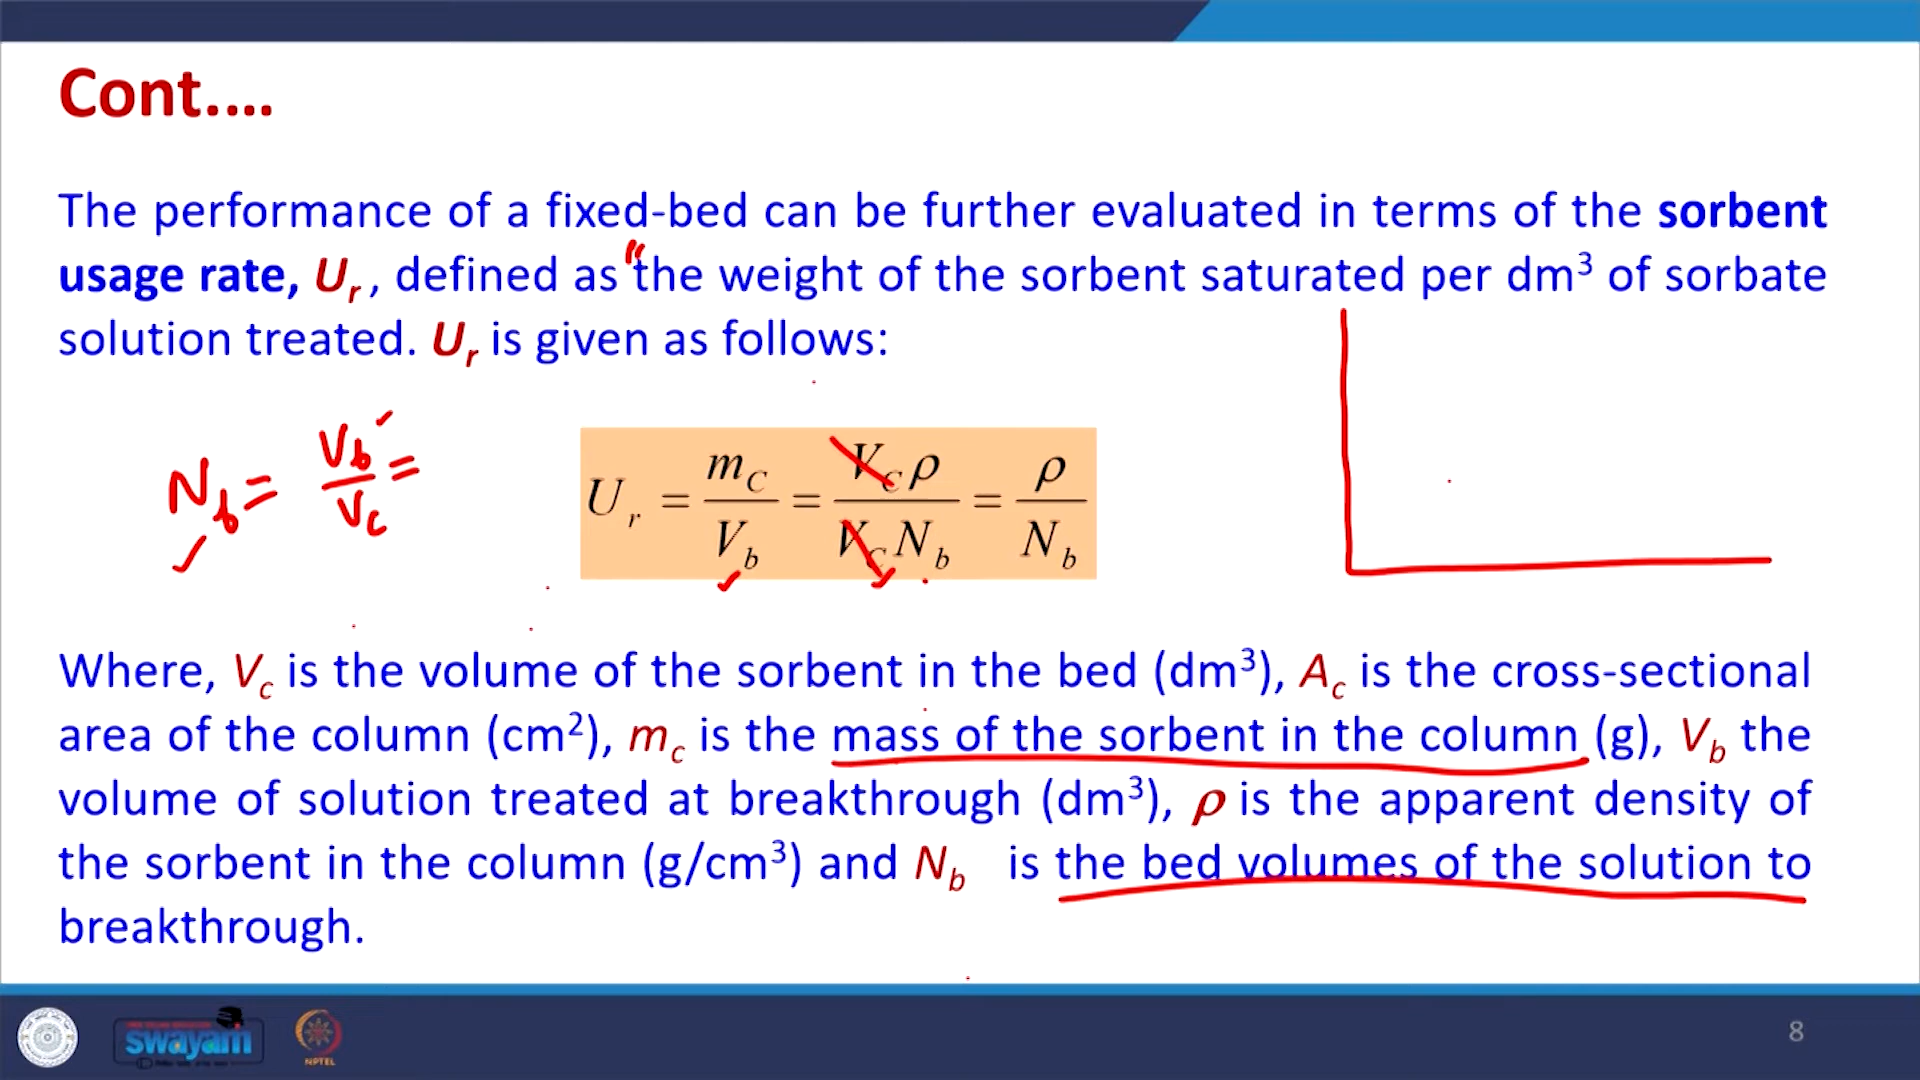 Cont....
The performance of a fixed-bed can be further evaluated in terms of the sorbent
usage rate, Ur, defined as "the weight of the sorbent saturated per dm³ of sorbate
solution treated. Ur is given as follows:
Nb = Vb/Vc =
Ur = mC/Vb = VCρ/VCNb = ρ/Nb
Where, Vc is the volume of the sorbent in the bed (dm³), Ac is the cross-sectional
area of the column (cm²), mc is the mass of the sorbent in the column (g), Vb the
volume of solution treated at breakthrough (dm³), ρ is the apparent density of
the sorbent in the column (g/cm³) and Nb is the bed volumes of the solution to
breakthrough.
swayam
NPTEL
8